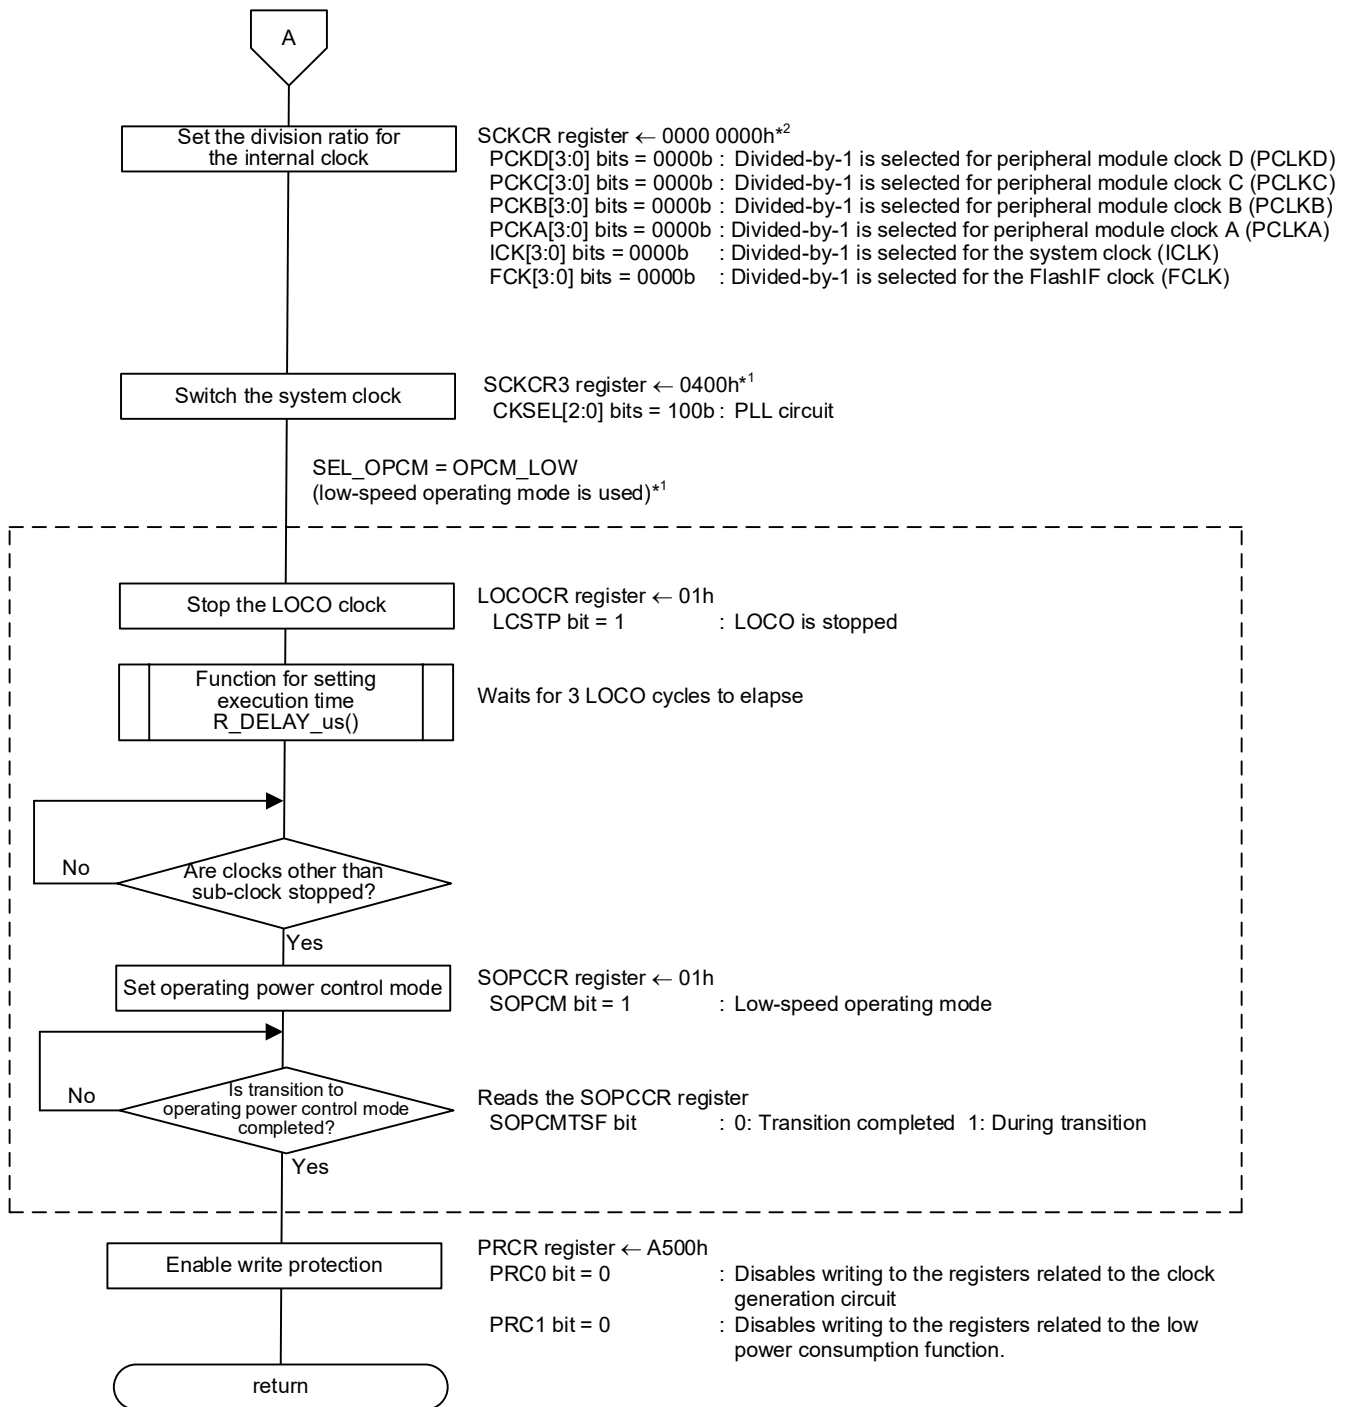 A
Set the division ratio for
the internal clock
SCKCR register ← 0000 0000h*2
PCKD[3:0] bits = 0000b : Divided-by-1 is selected for peripheral module clock D (PCLKD)
PCKC[3:0] bits = 0000b : Divided-by-1 is selected for peripheral module clock C (PCLKC)
PCKB[3:0] bits = 0000b : Divided-by-1 is selected for peripheral module clock B (PCLKB)
PCKA[3:0] bits = 0000b : Divided-by-1 is selected for peripheral module clock A (PCLKA)
ICK[3:0] bits = 0000b : Divided-by-1 is selected for the system clock (ICLK)
FCK[3:0] bits = 0000b : Divided-by-1 is selected for the FlashIF clock (FCLK)
Switch the system clock
SCKCR3 register ← 0400h*1
CKSEL[2:0] bits = 100b : PLL circuit
SEL_OPCM = OPCM_LOW
(low-speed operating mode is used)*1
Stop the LOCO clock
LOCOCR register ← 01h
LCSTP bit = 1 : LOCO is stopped
Function for setting
execution time
R_DELAY_us()
Waits for 3 LOCO cycles to elapse
No
Are clocks other than
sub-clock stopped?
Yes
Set operating power control mode
SOPCCR register ← 01h
SOPCM bit = 1 : Low-speed operating mode
No
Is transition to
operating power control mode
completed?
Reads the SOPCCR register
SOPCMTSF bit : 0: Transition completed 1: During transition
Yes
Enable write protection
PRCR register ← A500h
PRC0 bit = 0 : Disables writing to the registers related to the clock
generation circuit
PRC1 bit = 0 : Disables writing to the registers related to the low
power consumption function.
return